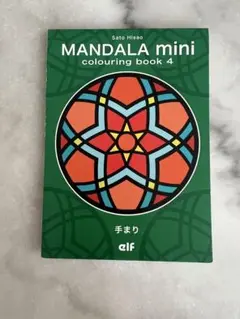 Sato Hisao
MANDALA mini
colouring book 4
手まり
elf